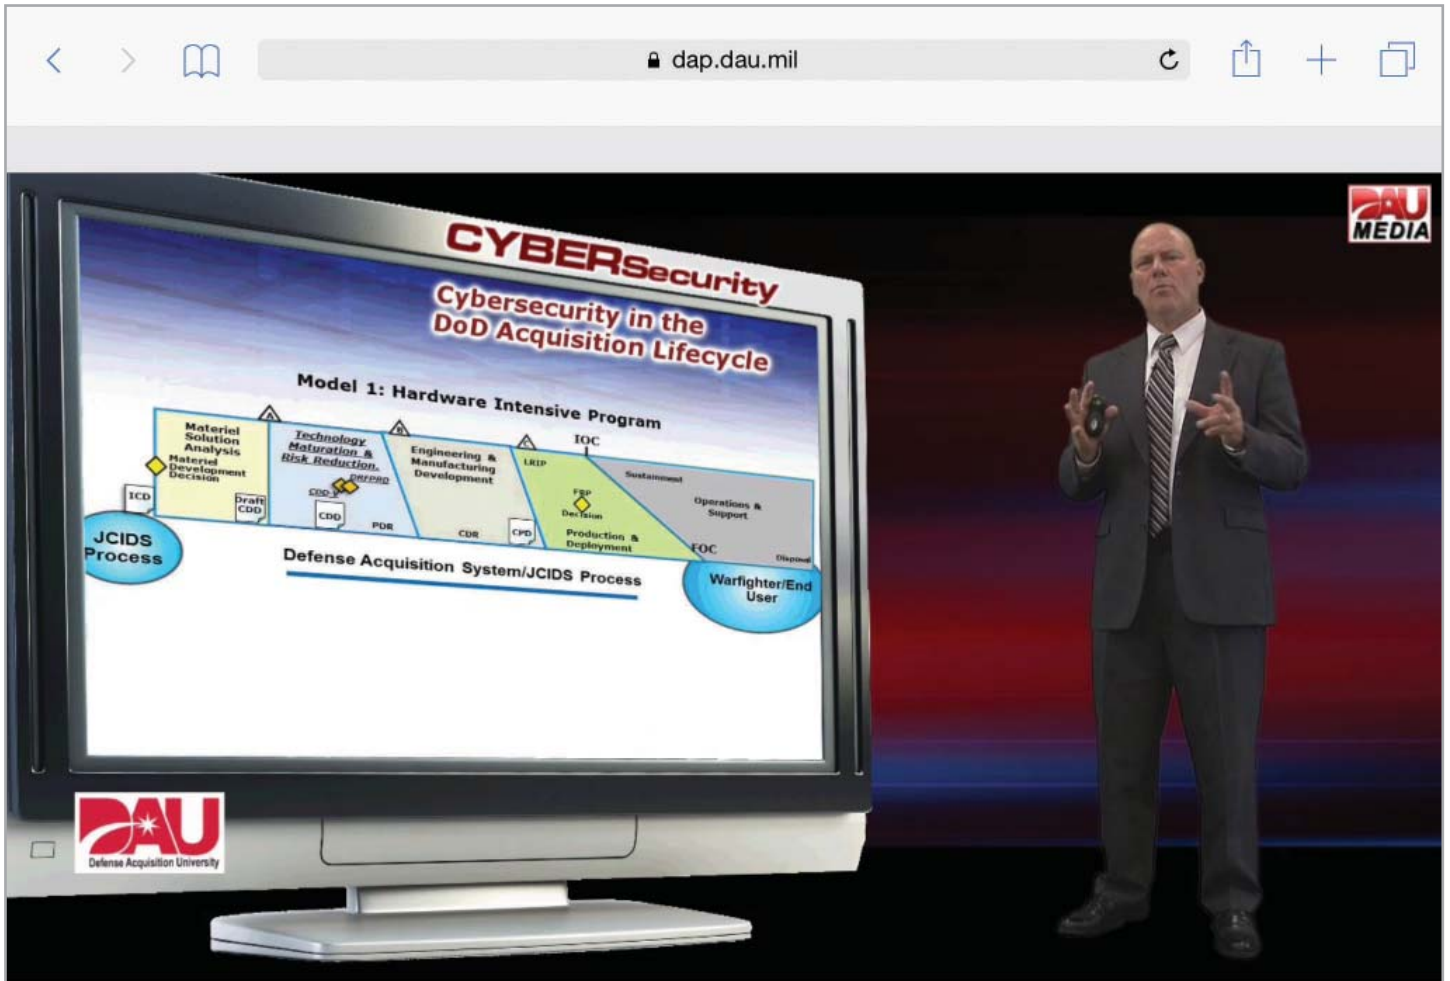 dap.dau.mil
DAU
MEDIA
CYBERSecurity
Cybersecurity in the
DoD Acquisition Lifecycle
Model 1: Hardware Intensive Program
A
B
C
IOC
Materiel
Solution
Analysis
Materiel
Development
Decision
ICD
Draft
CDD
Technology
Maturation &
Risk Reduction.
DRFPRD
CDD-V
CDD
PDR
Engineering &
Manufacturing
Development
CDR
CPD
LRIP
FRP
Decision
Production &
Deployment
Sustainment
Operations &
Support
FOC
Disposal
JCIDS
Process
Defense Acquisition System/JCIDS Process
Warfighter/End
User
DAU
Defense Acquisition University